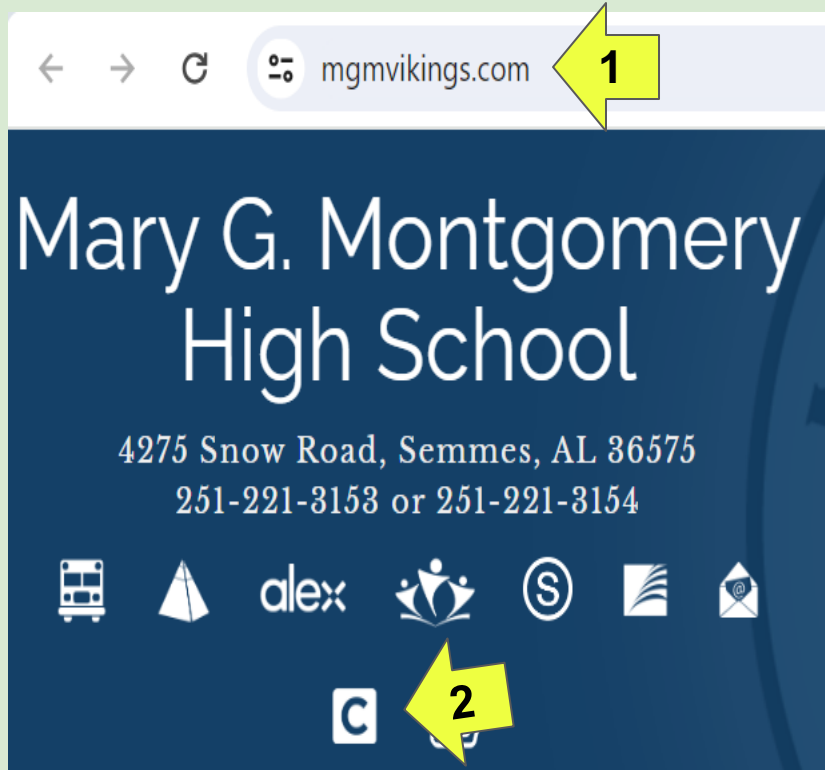 mgmvikings.com
1
Mary G. Montgomery
High School
4275 Snow Road, Semmes, AL 36575
251-221-3153 or 251-221-3154
alex
S
@
C
2